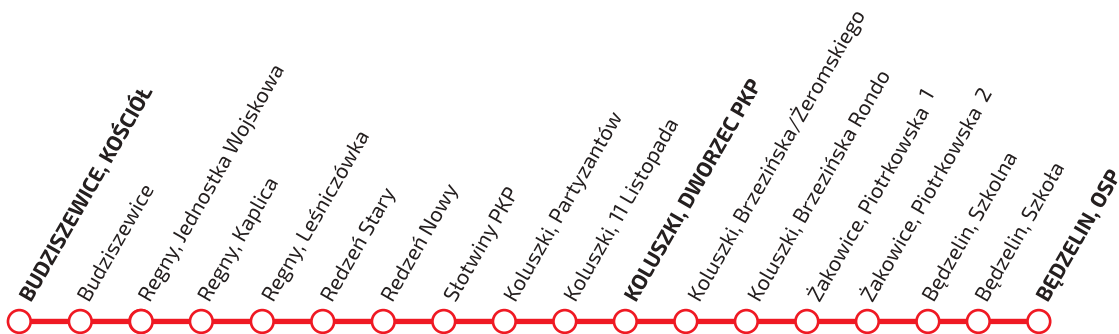 BUDZISZEWICE, KOŚCIÓŁ
Budziszewice
Regny, Jednostka Wojskowa
Regny, Kaplica
Regny, Leśniczówka
Redzeń Stary
Redzeń Nowy
Słotwiny PKP
Koluszki, Partyzantów
Koluszki, 11 Listopada
KOLUSZKI, DWORZEC PKP
Koluszki, Brzezińska/Żeromskiego
Koluszki, Brzezińska Rondo
Żakowice, Piotrkowska 1
Żakowice, Piotrkowska 2
Będzelin, Szkolna
Będzelin, Szkoła
BĘDZELIN, OSP